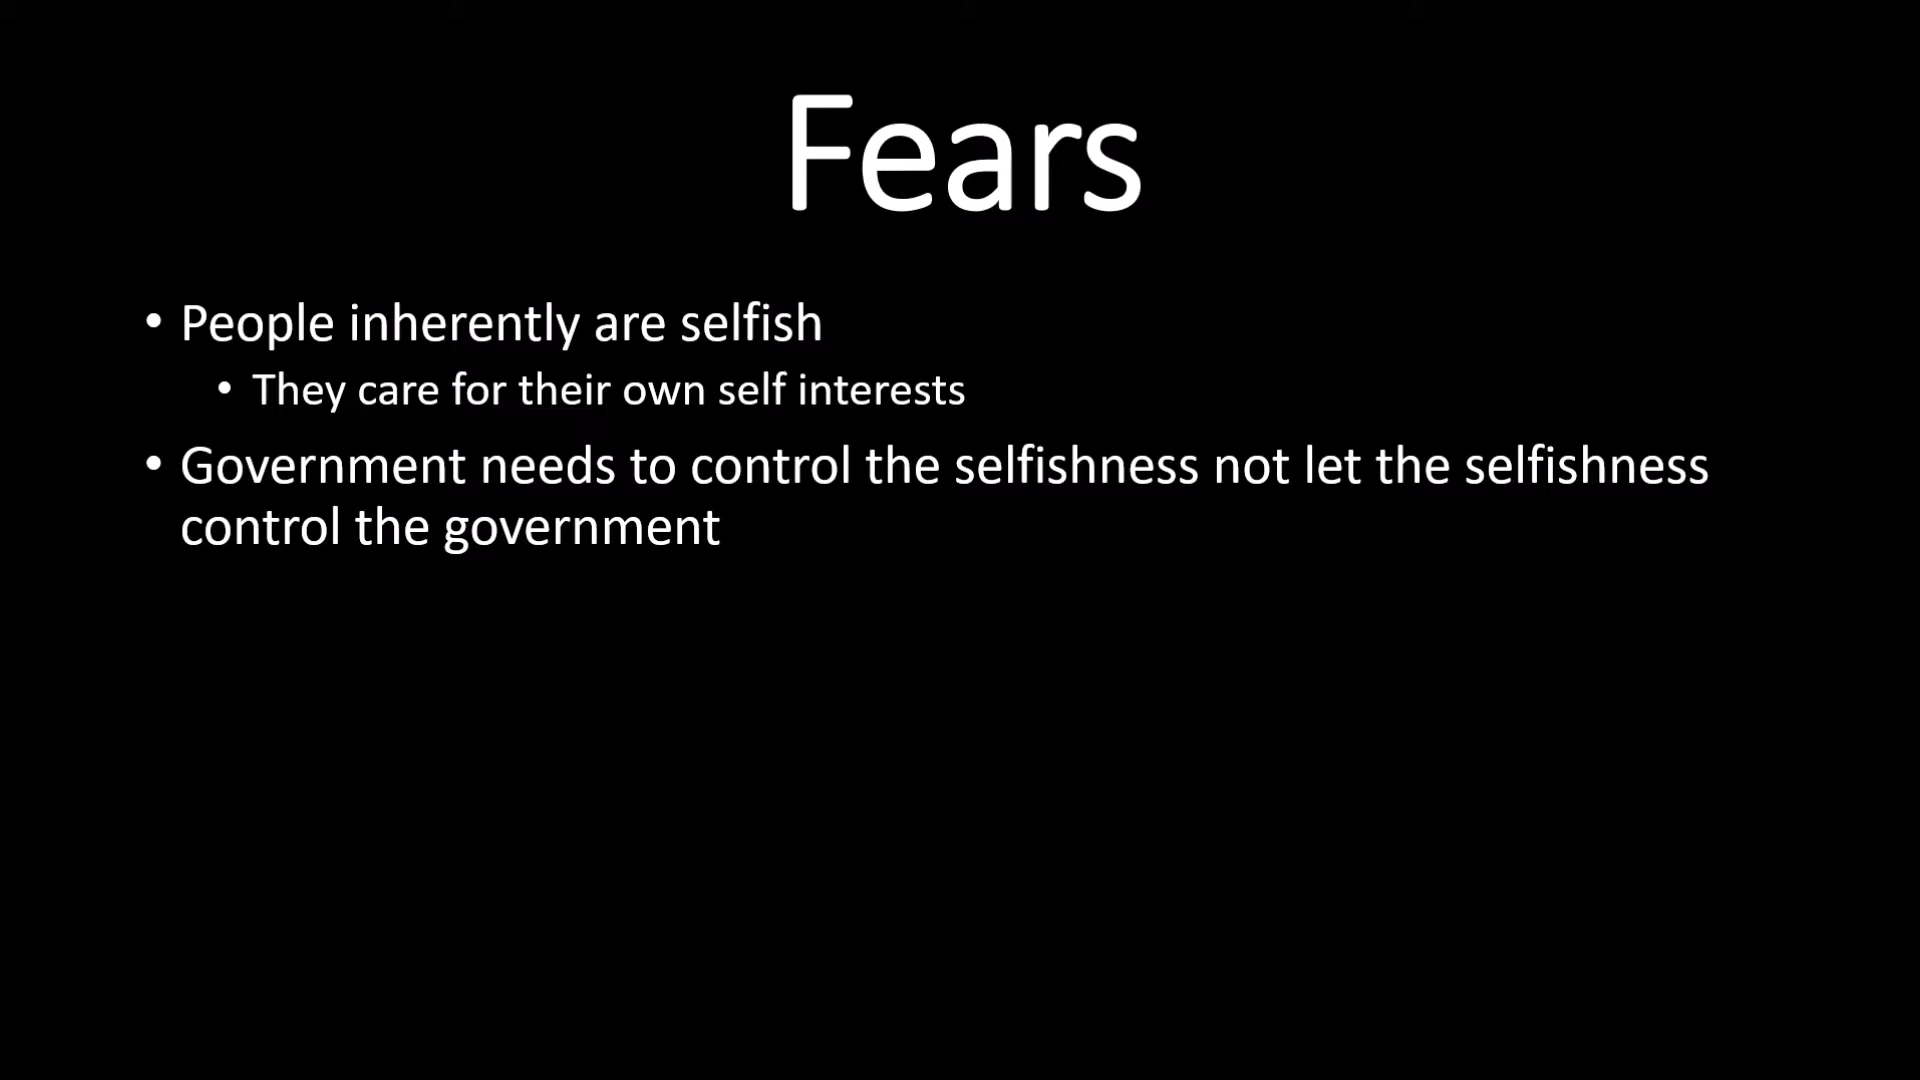 Fears
• People inherently are selfish
• They care for their own self interests
• Government needs to control the selfishness not let the selfishness
control the government